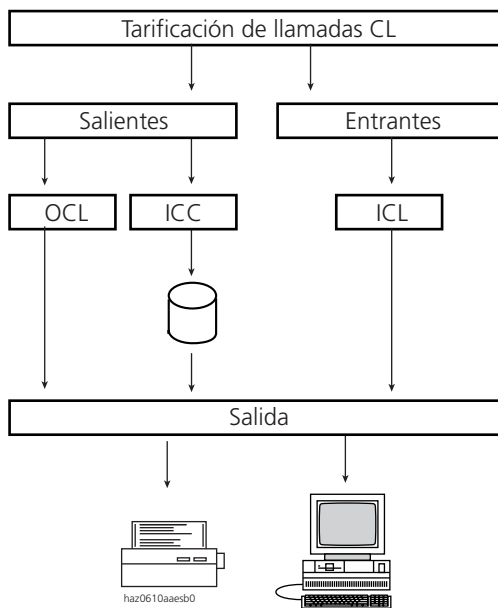 Tarificación de llamadas CL
Salientes
Entrantes
OCL
ICC
ICL
Salida
haz0610aaesb0